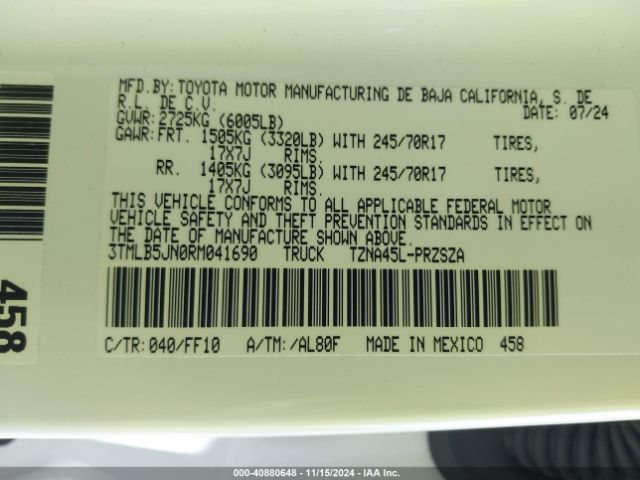 MFD.BY:TOYOTA MOTOR MANUFACTURING DE BAJA CALIFORNIA, S. DE
R.L. DE C.V. DATE: 07/24
GVWR:2725KG (6005LB)
GAWR:FRT. 1505KG (3320LB) WITH 245/70R17 TIRES,
17X7J RIMS.
RR. 1405KG (3095LB) WITH 245/70R17 TIRES,
17X7J RIMS.
THIS VEHICLE CONFORMS TO ALL APPLICABLE FEDERAL MOTOR
VEHICLE SAFETY AND THEFT PREVENTION STANDARDS IN EFFECT ON
THE DATE OF MANUFACTURE SHOWN ABOVE.
3TMLB5JN0RM041690 TRUCK TZNA45L-PRZSZA
C/TR:040/FF10 A/TM:/AL80F MADE IN MEXICO 458
458
000-40880648 - 11/15/2024 - IAA Inc.